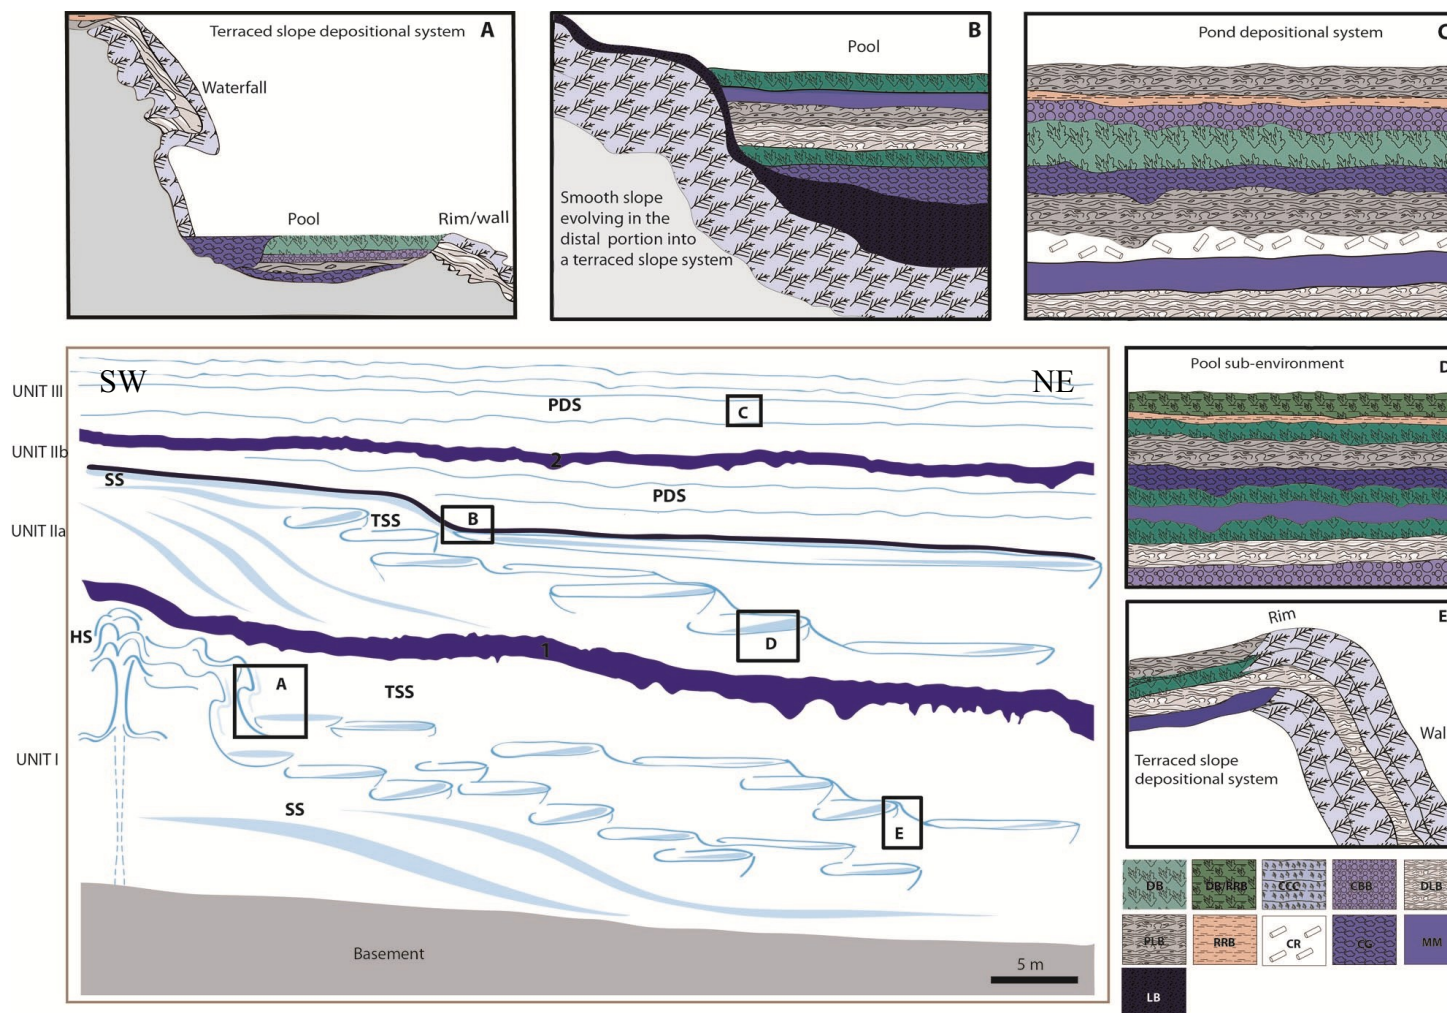 Terraced slope depositional system A
Waterfall
Pool
Rim/wall
B
Pool
Smooth slope
evolving in the
distal portion into
a terraced slope system
Pond depositional system C
SW
NE
UNIT III
PDS
C
UNIT IIb
2
SS
PDS
TSS
B
UNIT IIa
D
HS
1
A
TSS
UNIT I
SS
E
Basement
5 m
Pool sub-environment D
Rim E
Wal
Terraced slope
depositional system
DB DB/RRB CCC CBB DLB
PLB RRB CR CG MM
LB